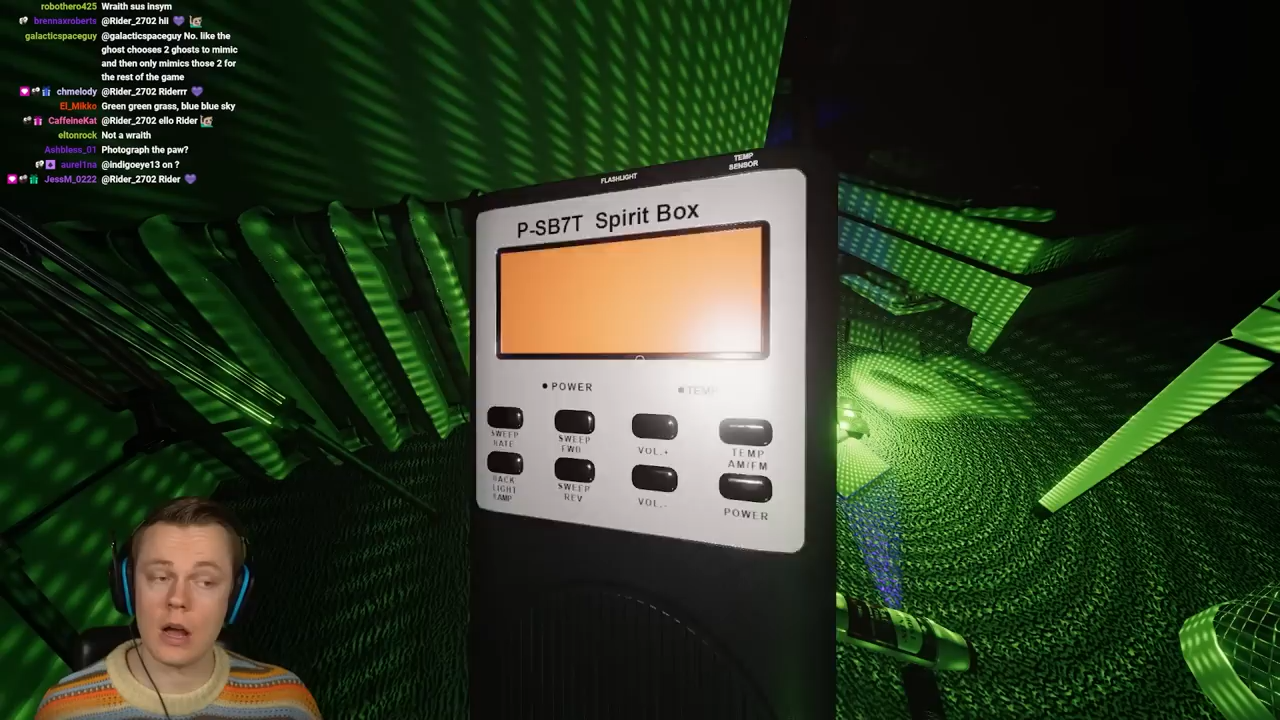 robothero425 Wraith sus insym
brennaxroberts @Rider_2702 hii
galacticspaceguy @galacticspaceguy No. like the
ghost chooses 2 ghosts to mimic
and then only mimics those 2 for
the rest of the game
chmelody @Rider_2702 Riderrr
El_Mikko Green green grass, blue blue sky
CaffeineKat @Rider_2702 ello Rider
eltonrock Not a wraith
Ashbless_01 Photograph the paw?
aurel1na @indigoeye13 on ?
JessM_0222 @Rider_2702 Rider
FLASHLIGHT
TEMP
SENSOR
P-SB7T Spirit Box
POWER
TEMP
SWEEP
RATE
SWEEP
FWD
VOL.+
TEMP
AM/FM
BACK
LIGHT
LAMP
SWEEP
REV
VOL.-
POWER